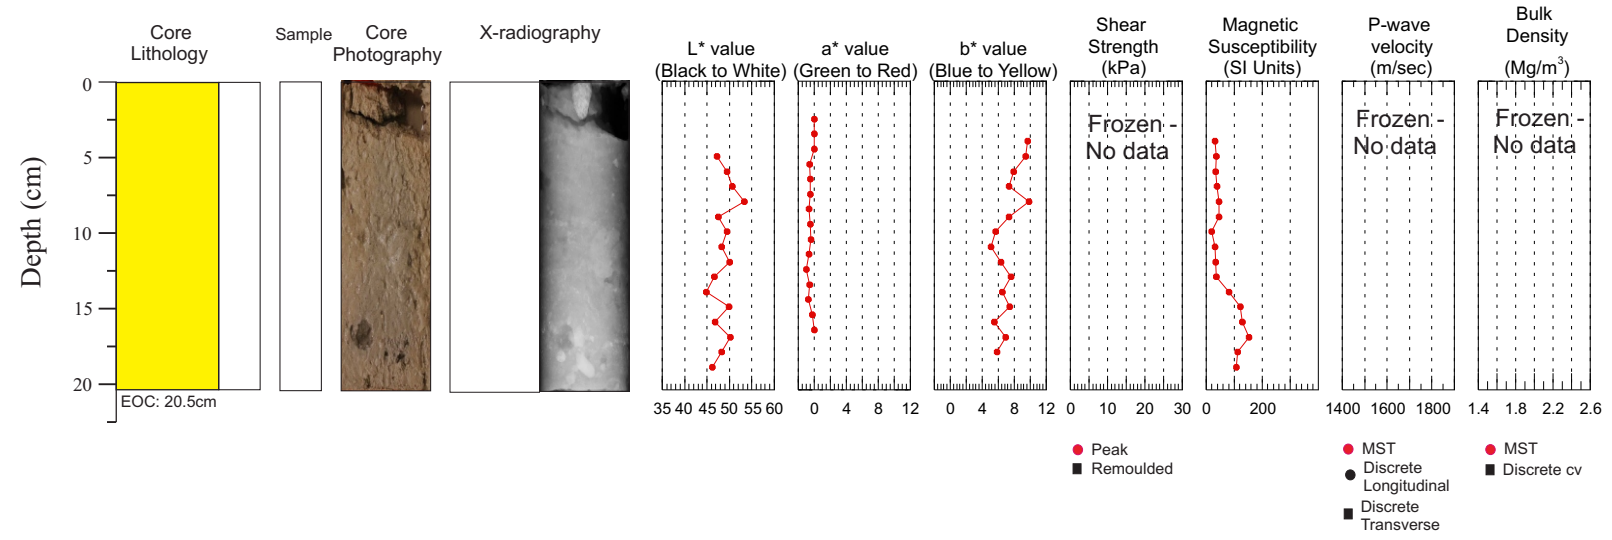 Core
Lithology
Sample
Core
Photography
X-radiography
L* value
(Black to White)
a* value
(Green to Red)
b* value
(Blue to Yellow)
Shear
Strength
(kPa)
Magnetic
Susceptibility
(SI Units)
P-wave
velocity
(m/sec)
Bulk
Density
(Mg/m³)
Depth (cm)
0
5
10
15
20
EOC: 20.5cm
Frozen -
No data
Frozen -
No data
Frozen -
No data
35 40 45 50 55 60
0 4 8 12
0 4 8 12
0 10 20 30
0 200
1400 1600 1800
1.4 1.8 2.2 2.6
Peak
Remoulded
MST
Discrete
Longitudinal
Discrete
Transverse
MST
Discrete cv